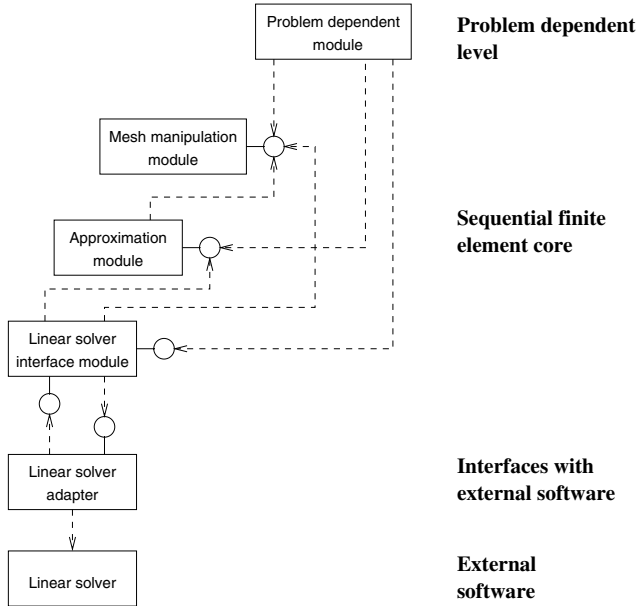 Problem dependent
module
Problem dependent
level
Mesh manipulation
module
Approximation
module
Sequential finite
element core
Linear solver
interface module
Linear solver
adapter
Interfaces with
external software
Linear solver
External
software